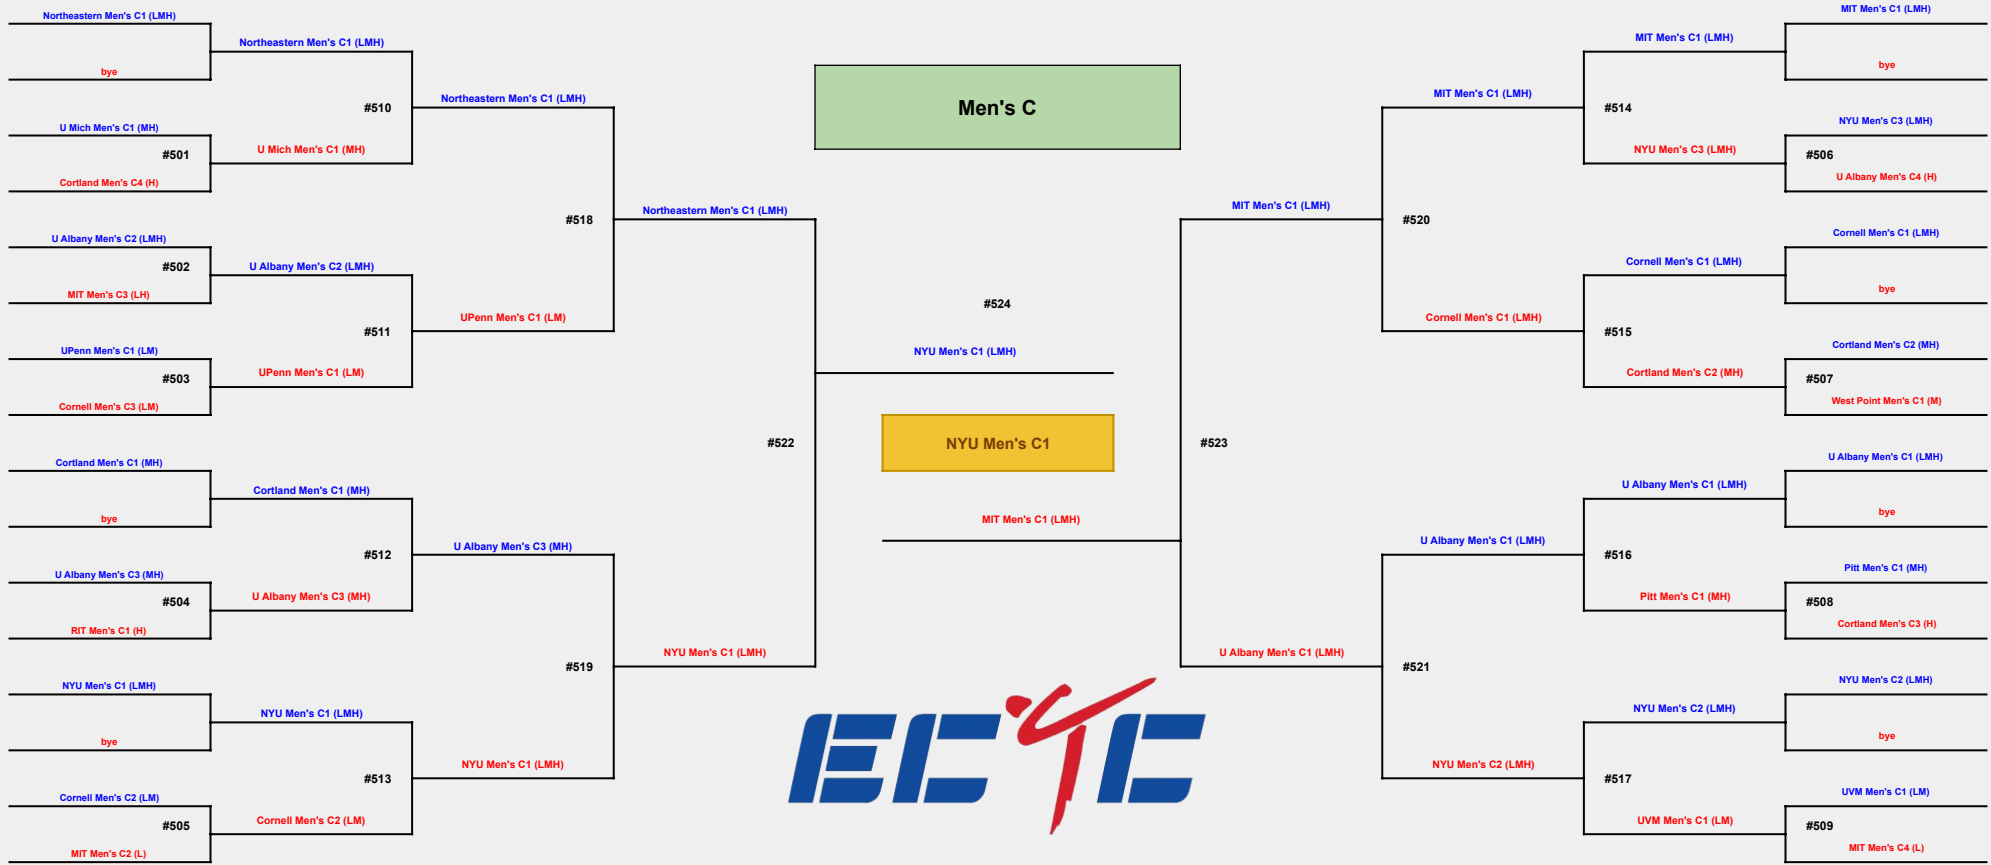 Northeastern Men's C1 (LMH)
bye
U Mich Men's C1 (MH)
#501
Cortland Men's C4 (H)
U Albany Men's C2 (LMH)
#502
MIT Men's C3 (LH)
UPenn Men's C1 (LM)
#503
Cornell Men's C3 (LM)
Cortland Men's C1 (MH)
bye
U Albany Men's C3 (MH)
#504
RIT Men's C1 (H)
NYU Men's C1 (LMH)
bye
Cornell Men's C2 (LM)
#505
MIT Men's C2 (L)
Northeastern Men's C1 (LMH)
#510
U Mich Men's C1 (MH)
U Albany Men's C2 (LMH)
#511
UPenn Men's C1 (LM)
Cortland Men's C1 (MH)
#512
U Albany Men's C3 (MH)
NYU Men's C1 (LMH)
#513
Cornell Men's C2 (LM)
Northeastern Men's C1 (LMH)
#518
UPenn Men's C1 (LM)
U Albany Men's C3 (MH)
#519
NYU Men's C1 (LMH)
Northeastern Men's C1 (LMH)
#522
NYU Men's C1 (LMH)
Men's C
#524
NYU Men's C1 (LMH)
NYU Men's C1
MIT Men's C1 (LMH)
ECTC
MIT Men's C1 (LMH)
#523
U Albany Men's C1 (LMH)
MIT Men's C1 (LMH)
#520
Cornell Men's C1 (LMH)
U Albany Men's C1 (LMH)
#521
NYU Men's C2 (LMH)
MIT Men's C1 (LMH)
#514
NYU Men's C3 (LMH)
Cornell Men's C1 (LMH)
#515
Cortland Men's C2 (MH)
U Albany Men's C1 (LMH)
#516
Pitt Men's C1 (MH)
NYU Men's C2 (LMH)
#517
UVM Men's C1 (LM)
MIT Men's C1 (LMH)
bye
NYU Men's C3 (LMH)
#506
U Albany Men's C4 (H)
Cornell Men's C1 (LMH)
bye
Cortland Men's C2 (MH)
#507
West Point Men's C1 (M)
U Albany Men's C1 (LMH)
bye
Pitt Men's C1 (MH)
#508
Cortland Men's C3 (H)
NYU Men's C2 (LMH)
bye
UVM Men's C1 (LM)
#509
MIT Men's C4 (L)